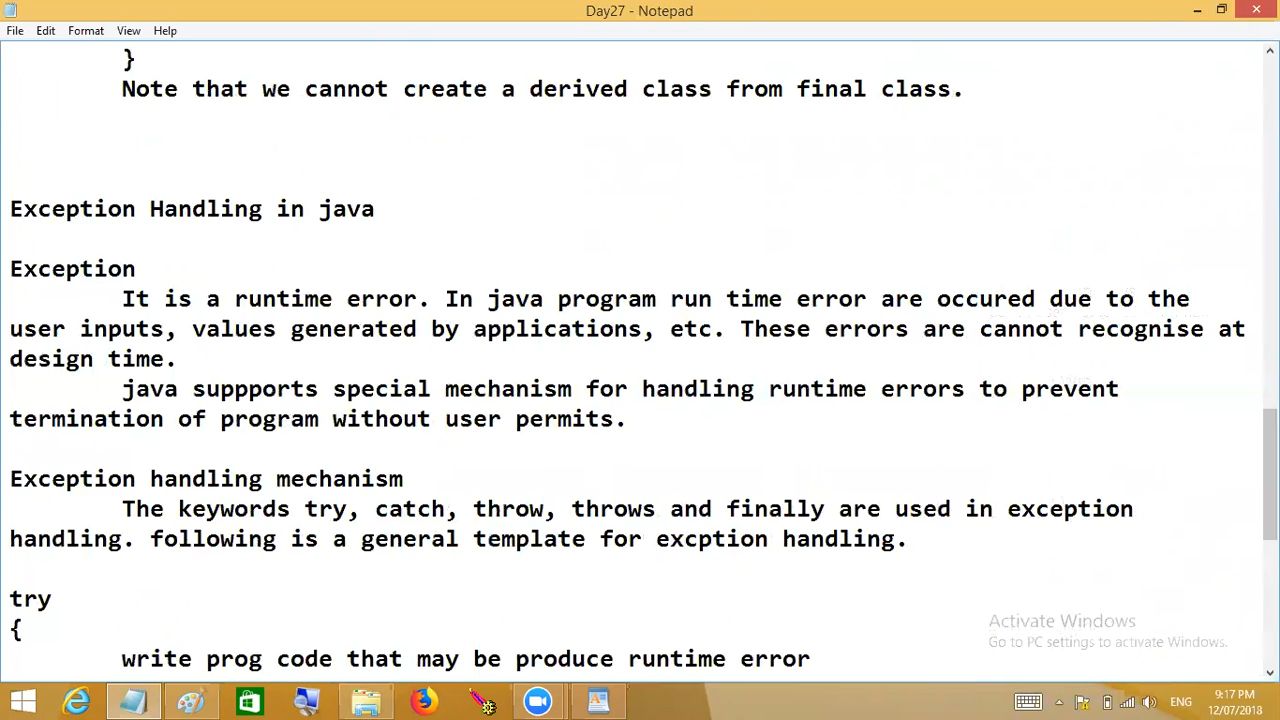 Day27 - Notepad
File Edit Format View Help
}
Note that we cannot create a derived class from final class.
Exception Handling in java
Exception
It is a runtime error. In java program run time error are occured due to the
user inputs, values generated by applications, etc. These errors are cannot recognise at
design time.
java suppports special mechanism for handling runtime errors to prevent
termination of program without user permits.
Exception handling mechanism
The keywords try, catch, throw, throws and finally are used in exception
handling. following is a general template for excption handling.
try
{
write prog code that may be produce runtime error
Activate Windows
Go to PC settings to activate Windows.
ENG
9:17 PM
12/07/2018